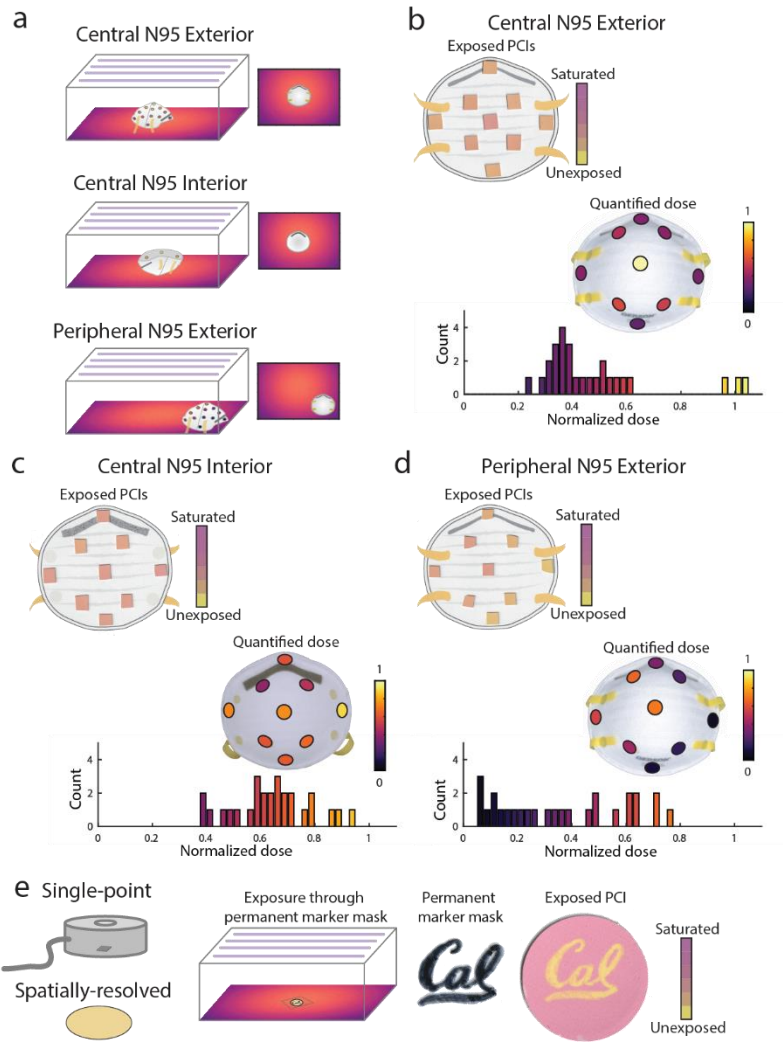 a
Central N95 Exterior
Central N95 Interior
Peripheral N95 Exterior
b
Central N95 Exterior
Exposed PCIs
Saturated
Unexposed
Quantified dose
1
0
Count
4
2
0
0
0.2
0.4
0.6
0.8
1
Normalized dose
c
Central N95 Interior
Exposed PCIs
Saturated
Unexposed
Quantified dose
1
0
Count
4
2
0
0
0.2
0.4
0.6
0.8
1
Normalized dose
d
Peripheral N95 Exterior
Exposed PCIs
Saturated
Unexposed
Quantified dose
1
0
Count
4
2
0
0
0.2
0.4
0.6
0.8
1
Normalized dose
e
Single-point
Spatially-resolved
Exposure through
permanent marker mask
Permanent
marker mask
Cal
Exposed PCI
Cal
Saturated
Unexposed